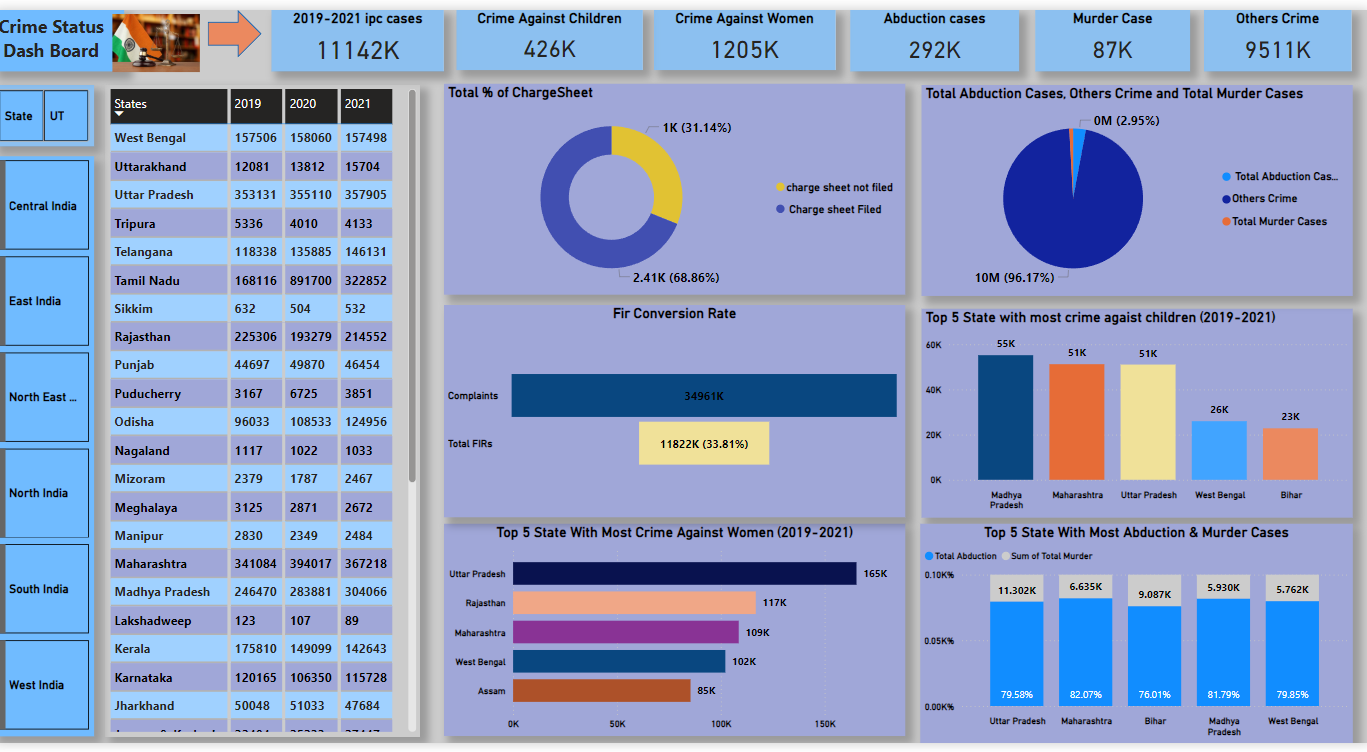 Crime Status
Dash Board
2019-2021 ipc cases
11142K
Crime Against Children
426K
Crime Against Women
1205K
Abduction cases
292K
Murder Case
87K
Others Crime
9511K
State
UT
Central India
East India
North East ...
North India
South India
West India
States 2019 2020 2021
West Bengal 157506 158060 157498
Uttarakhand 12081 13812 15704
Uttar Pradesh 353131 355110 357905
Tripura 5336 4010 4133
Telangana 118338 135885 146131
Tamil Nadu 168116 891700 322852
Sikkim 632 504 532
Rajasthan 225306 193279 214552
Punjab 44697 49870 46454
Puducherry 3167 6725 3851
Odisha 96033 108533 124956
Nagaland 1117 1022 1033
Mizoram 2379 1787 2467
Meghalaya 3125 2871 2672
Manipur 2830 2349 2484
Maharashtra 341084 394017 367218
Madhya Pradesh 246470 283881 304066
Lakshadweep 123 107 89
Kerala 175810 149099 142643
Karnataka 120165 106350 115728
Jharkhand 50048 51033 47684
Total % of ChargeSheet
1K (31.14%)
2.41K (68.86%)
charge sheet not filed
Charge sheet Filed
Total Abduction Cases, Others Crime and Total Murder Cases
0M (2.95%)
10M (96.17%)
Total Abduction Cas...
Others Crime
Total Murder Cases
Fir Conversion Rate
Complaints
34961K
Total FIRs
11822K (33.81%)
Top 5 State with most crime agaist children (2019-2021)
60K
40K
20K
0K
55K
51K
51K
26K
23K
Madhya
Pradesh
Maharashtra
Uttar Pradesh
West Bengal
Bihar
Top 5 State With Most Crime Against Women (2019-2021)
Uttar Pradesh 165K
Rajasthan 117K
Maharashtra 109K
West Bengal 102K
Assam 85K
0K 50K 100K 150K
Top 5 State With Most Abduction & Murder Cases
Total Abduction Sum of Total Murder
0.10K%
0.05K%
0.00K%
11.302K 6.635K 9.087K 5.930K 5.762K
79.58% 82.07% 76.01% 81.79% 79.85%
Uttar Pradesh
Maharashtra
Bihar
Madhya
Pradesh
West Bengal